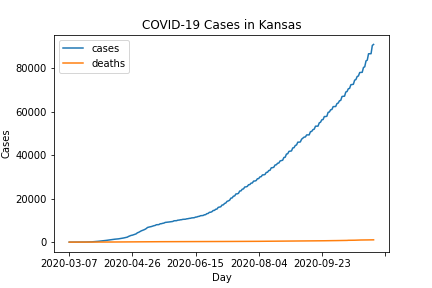 COVID-19 Cases in Kansas
cases
deaths
80000
60000
40000
20000
0
Cases
2020-03-07 2020-04-26 2020-06-15 2020-08-04 2020-09-23
Day